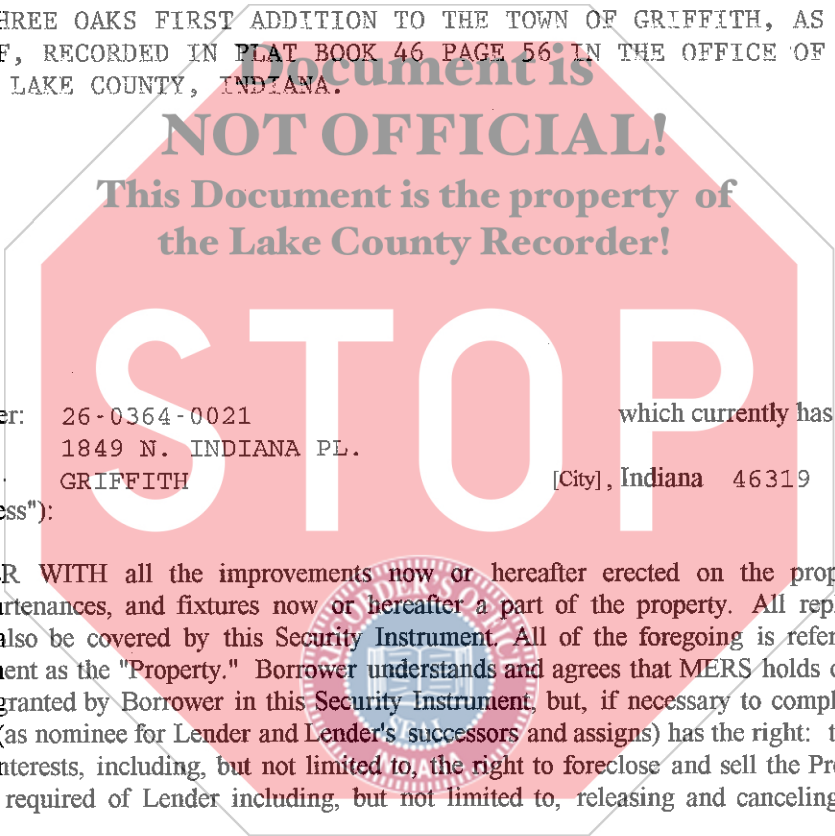 HREE OAKS FIRST ADDITION TO THE TOWN OF GRIFFITH, AS
F, RECORDED IN PLAT BOOK 46 PAGE 56 IN THE OFFICE OF
LAKE COUNTY, INDIANA.
Document is
NOT OFFICIAL!
This Document is the property of
the Lake County Recorder!
STOP
er: 26-0364-0021 which currently has
1849 N. INDIANA PL.
GRIFFITH [City], Indiana 46319
ess"):
R WITH all the improvements now or hereafter erected on the prop
rtenances, and fixtures now or hereafter a part of the property. All repl
also be covered by this Security Instrument. All of the foregoing is refer
ent as the "Property." Borrower understands and agrees that MERS holds o
granted by Borrower in this Security Instrument, but, if necessary to compl
(as nominee for Lender and Lender's successors and assigns) has the right: t
nterests, including, but not limited to, the right to foreclose and sell the Pr
required of Lender including, but not limited to, releasing and canceling
RECORDER'S OFFICE
SEAL
INDIANA